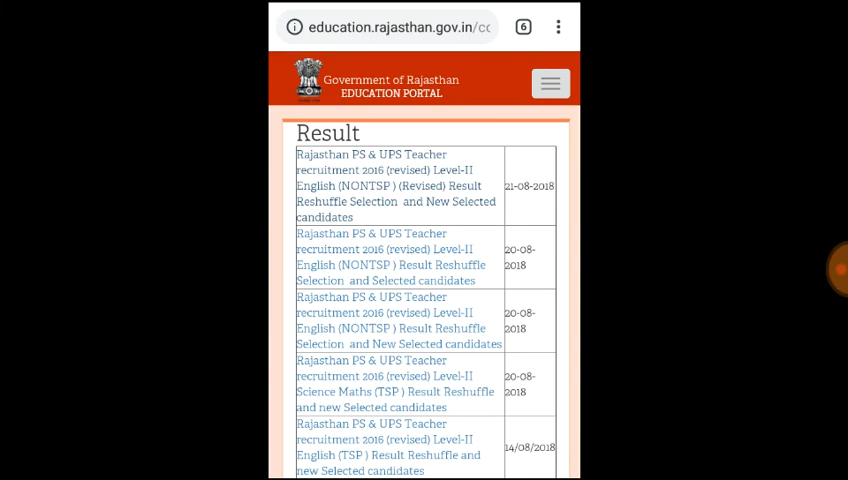 education.rajasthan.gov.in/cc
6
Government of Rajasthan
EDUCATION PORTAL
Result
Rajasthan PS & UPS Teacher
recruitment 2016 (revised) Level-II
English (NONTSP ) (Revised) Result
Reshuffle Selection and New Selected
candidates
21-08-2018
Rajasthan PS & UPS Teacher
recruitment 2016 (revised) Level-II
English (NONTSP ) Result Reshuffle
Selection and Selected candidates
20-08-
2018
Rajasthan PS & UPS Teacher
recruitment 2016 (revised) Level-II
English (NONTSP ) Result Reshuffle
Selection and New Selected candidates
20-08-
2018
Rajasthan PS & UPS Teacher
recruitment 2016 (revised) Level-II
Science Maths (TSP ) Result Reshuffle
and new Selected candidates
20-08-
2018
Rajasthan PS & UPS Teacher
recruitment 2016 (revised) Level-II
English (TSP ) Result Reshuffle and
new Selected candidates
14/08/2018